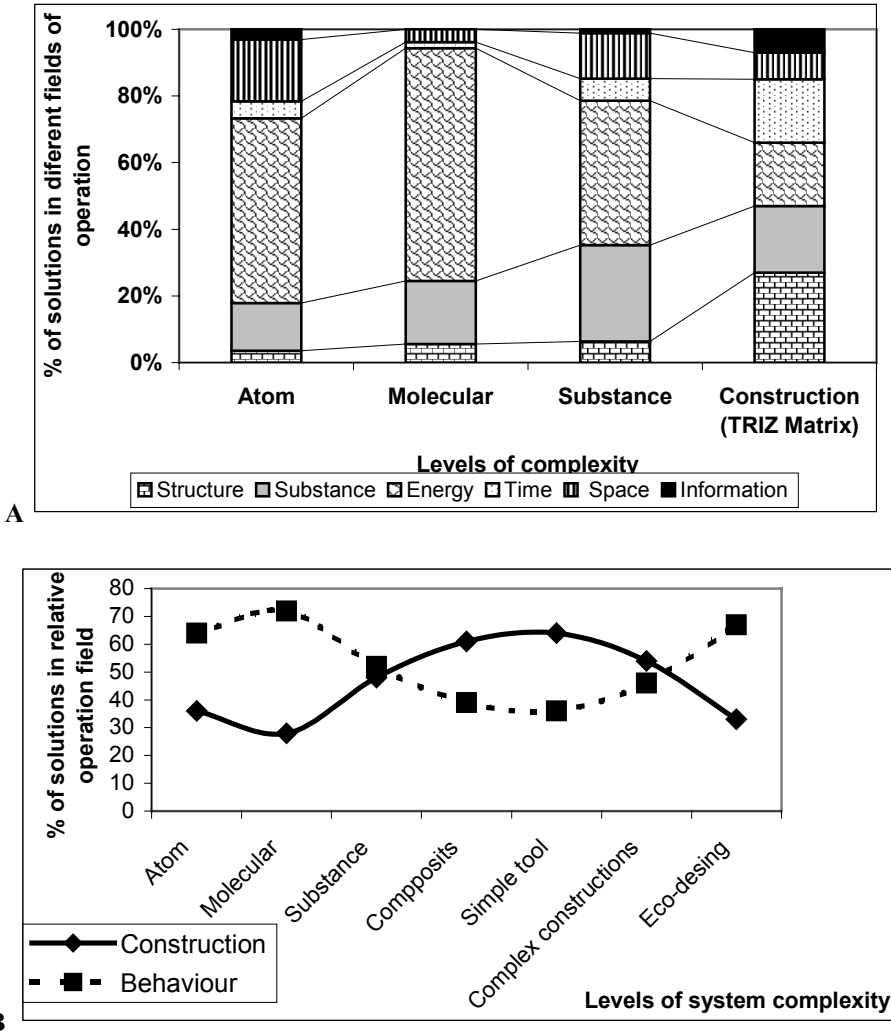 % of solutions in diferent fields of
operation
100%
80%
60%
40%
20%
0%
Atom Molecular Substance Construction
(TRIZ Matrix)
Levels of complexity
Structure Substance Energy Time Space Information
A
% of solutions in relative
operation field
80
70
60
50
40
30
20
10
0
Atom
Molecular
Substance
Compposits
Simple tool
Complex constructions
Eco-desing
Construction
Behaviour
Levels of system complexity